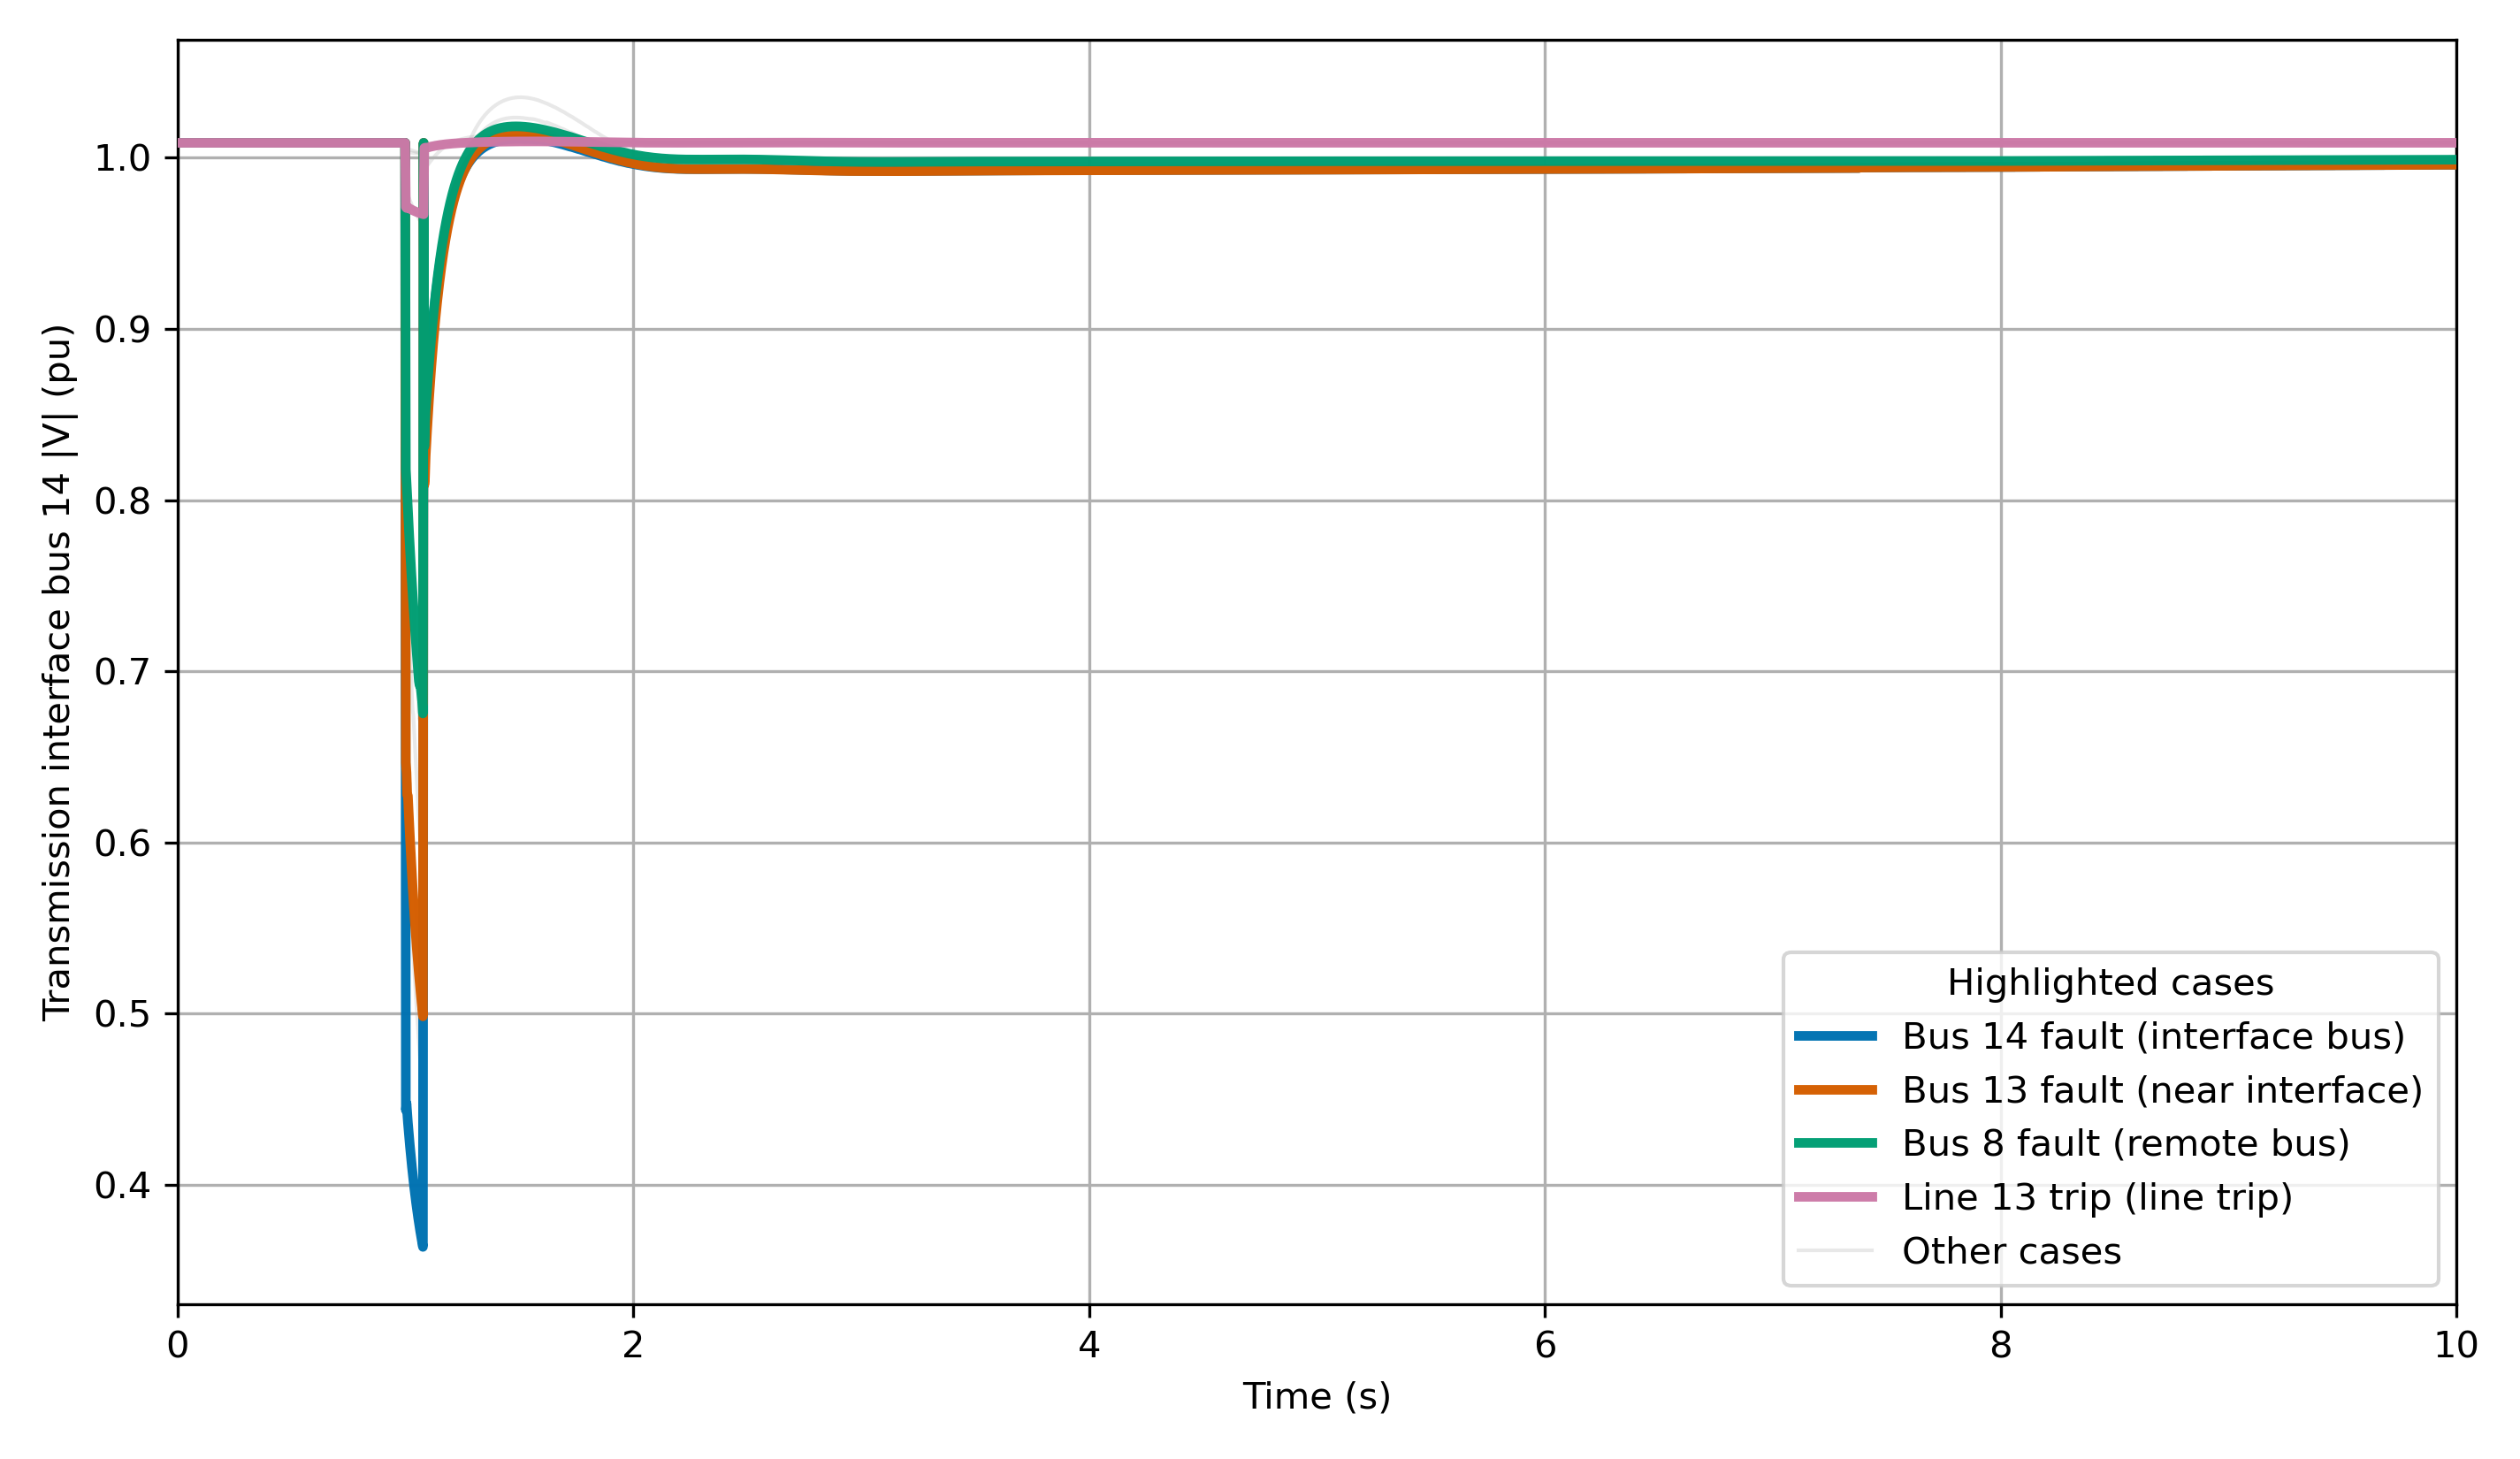 Transmission interface bus 14 |V| (pu)
1.0
0.9
0.8
0.7
0.6
0.5
0.4
Highlighted cases
Bus 14 fault (interface bus)
Bus 13 fault (near interface)
Bus 8 fault (remote bus)
Line 13 trip (line trip)
Other cases
0 2 4 6 8 10
Time (s)